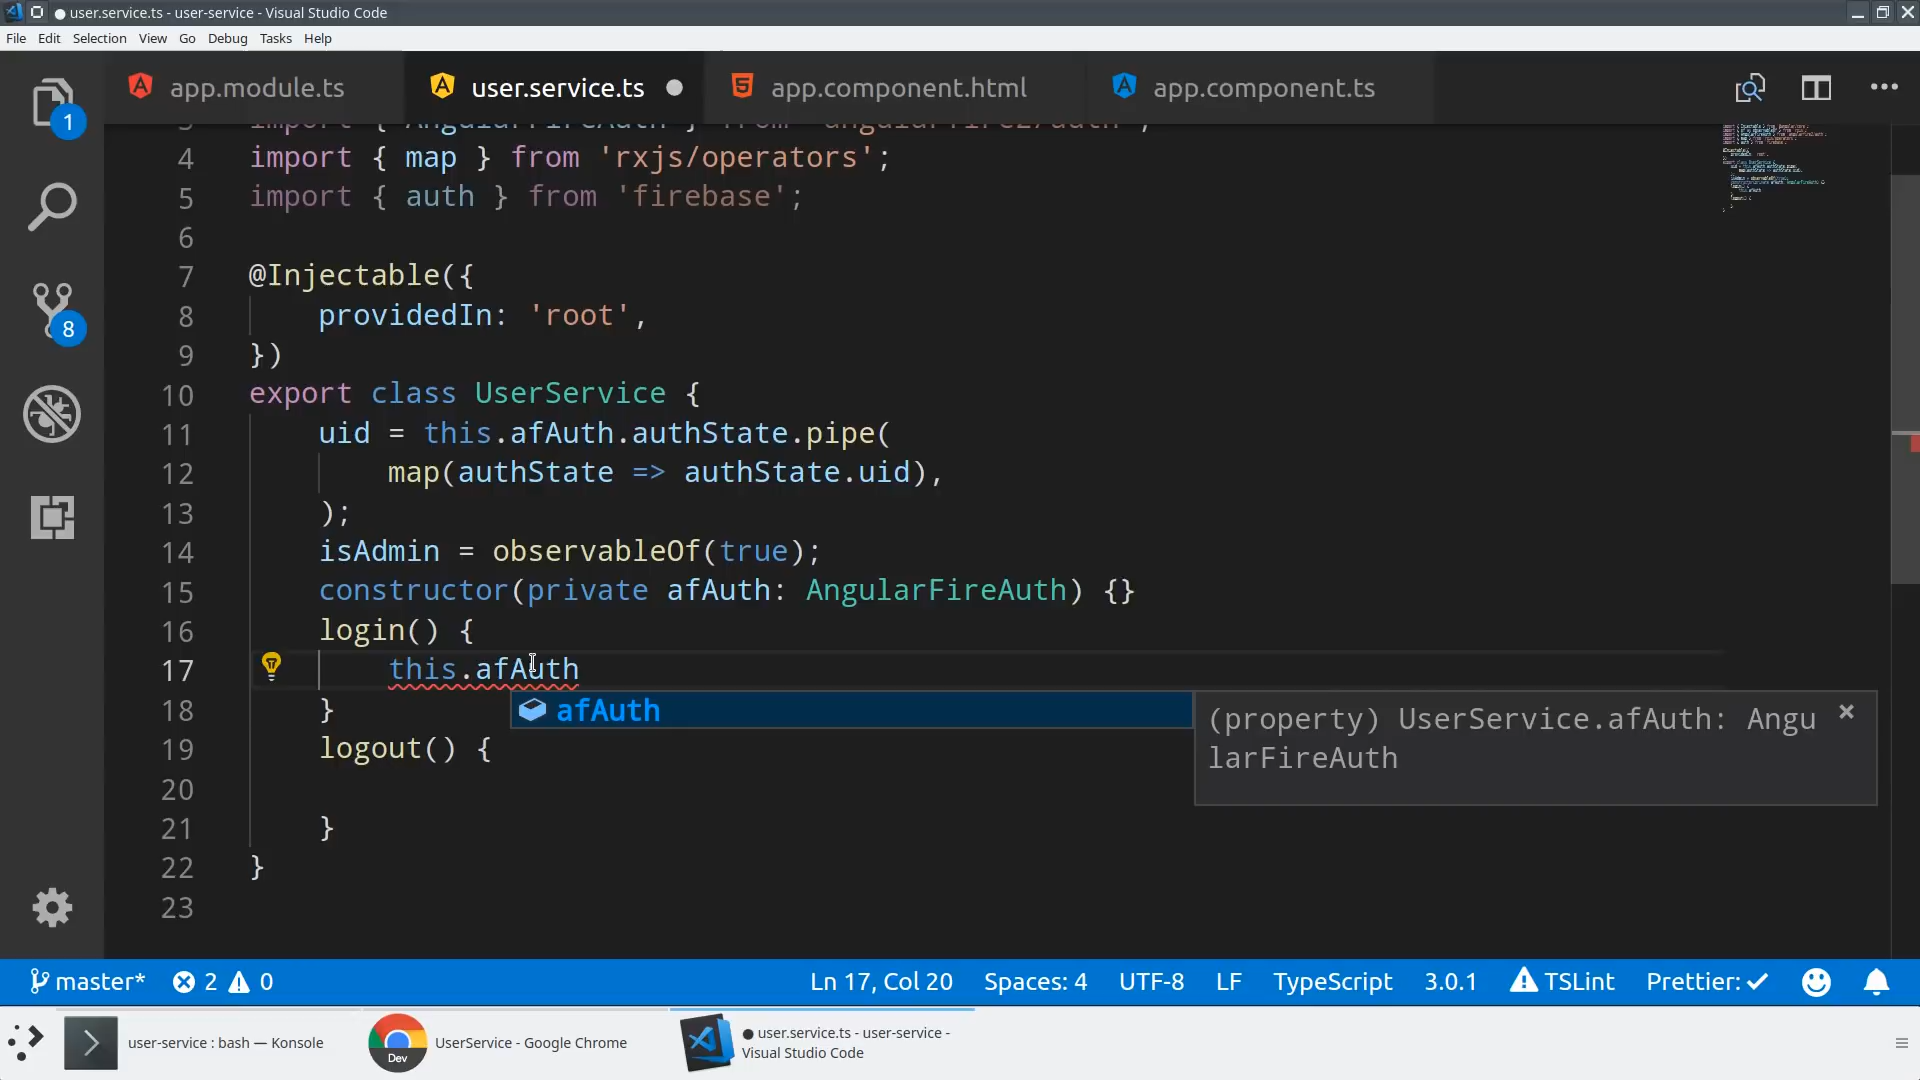 user.service.ts - user-service - Visual Studio Code
File Edit Selection View Go Debug Tasks Help
app.module.ts user.service.ts app.component.html app.component.ts
1
8
3 import { AngularFireAuth } from 'angularfire2/auth';
4 import { map } from 'rxjs/operators';
5 import { auth } from 'firebase';
6
7 @Injectable({
8 providedIn: 'root',
9 })
10 export class UserService {
11 uid = this.afAuth.authState.pipe(
12 map(authState => authState.uid),
13 );
14 isAdmin = observableOf(true);
15 constructor(private afAuth: AngularFireAuth) {}
16 login() {
17 this.afAuth
afAuth
(property) UserService.afAuth: Angu
larFireAuth
18 }
19 logout() {
20
21 }
22 }
23
master* 2 0 Ln 17, Col 20 Spaces: 4 UTF-8 LF TypeScript 3.0.1 TSLint Prettier: ✓
user-service : bash — Konsole
Dev
UserService - Google Chrome
user.service.ts - user-service -
Visual Studio Code